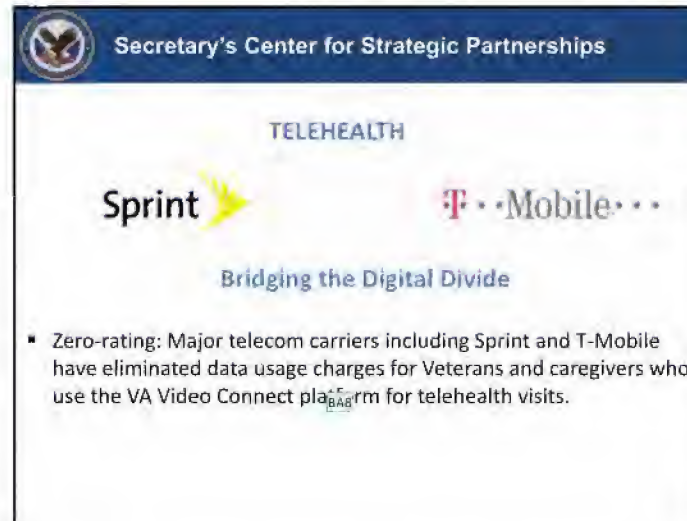 Secretary's Center for Strategic Partnerships
TELEHEALTH
Sprint
T··Mobile···
Bridging the Digital Divide
▪ Zero-rating: Major telecom carriers including Sprint and T-Mobile
have eliminated data usage charges for Veterans and caregivers who
use the VA Video Connect platform for telehealth visits.
BA8